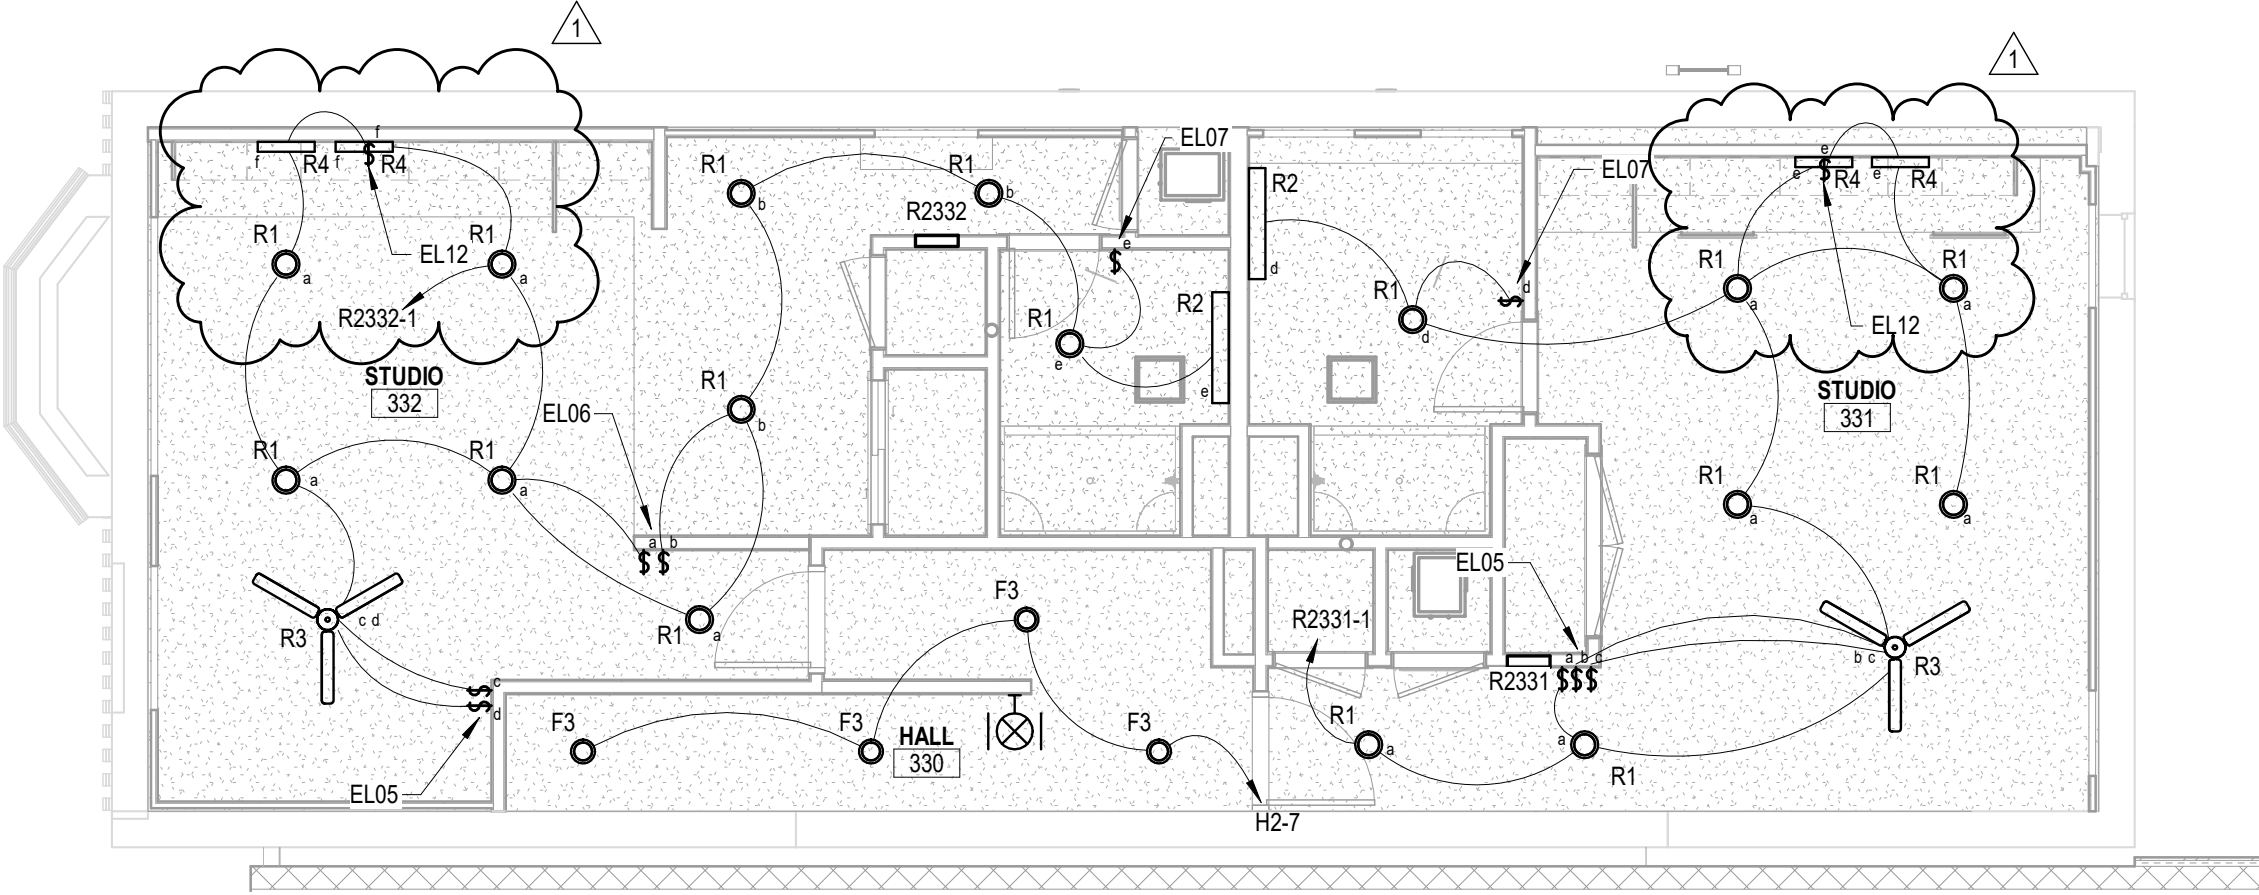 1
1
f
EL07
e
f
R4
f
R4
R1
R1
EL07
R2
e
R4
e
R4
b
b
R2332
R1
R1
e
d
R1
R1
EL12
a
a
d
R2
R1
a
a
R2332-1
R1
e
d
EL12
STUDIO
332
R1
e
STUDIO
331
EL06
b
R1
R1
R1
R1
a
a
a
a
a b
EL05
F3
R3
c d
R1
a
R2331-1
a b c
b c
R3
c
d
R2331
F3
F3
HALL
330
F3
R1
a
a
R1
EL05
H2-7